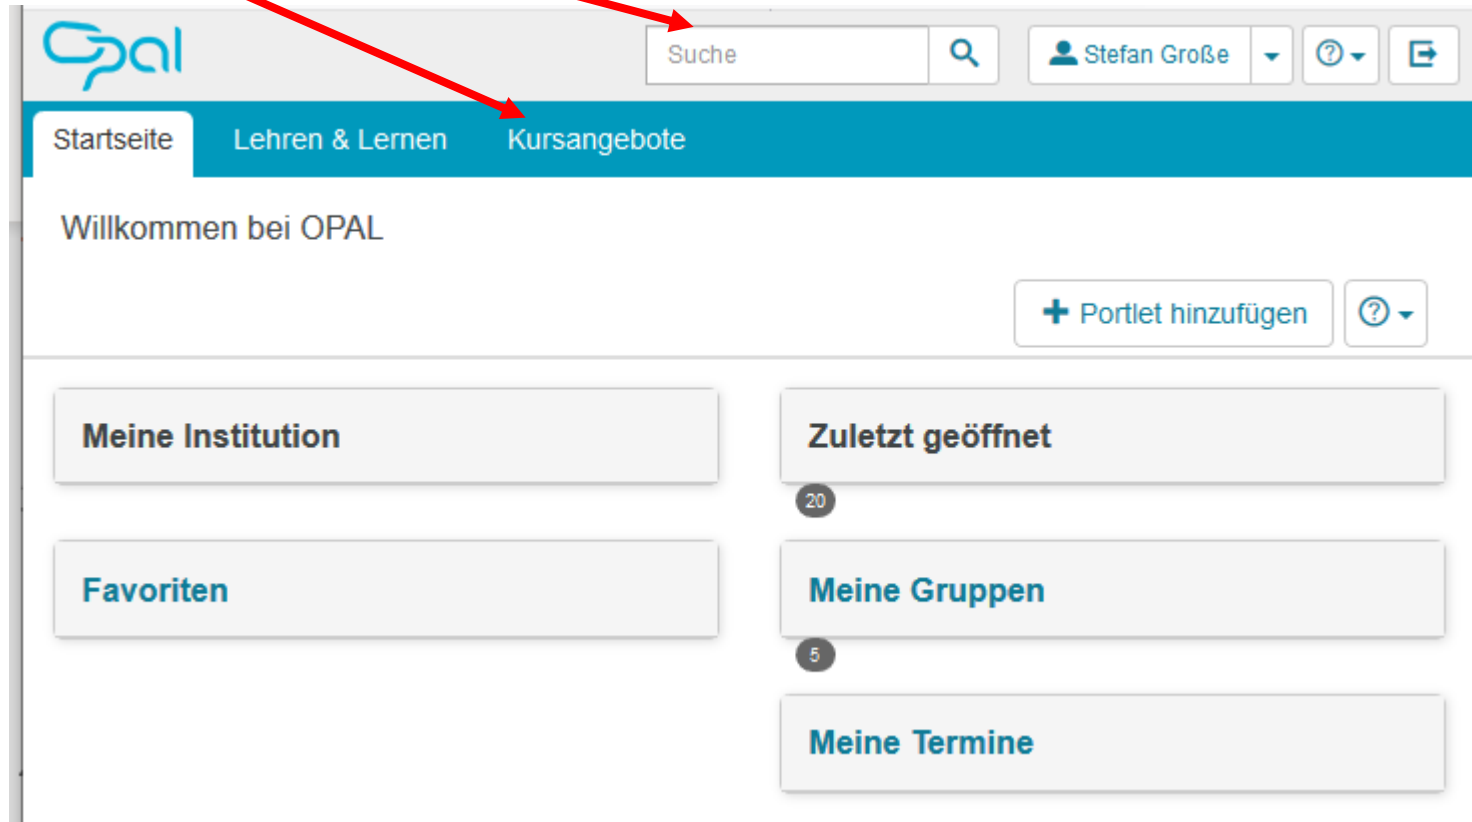 Opal
Suche
Stefan Große
Startseite Lehren & Lernen Kursangebote
Willkommen bei OPAL
Portlet hinzufügen
Meine Institution
Zuletzt geöffnet
20
Favoriten
Meine Gruppen
5
Meine Termine